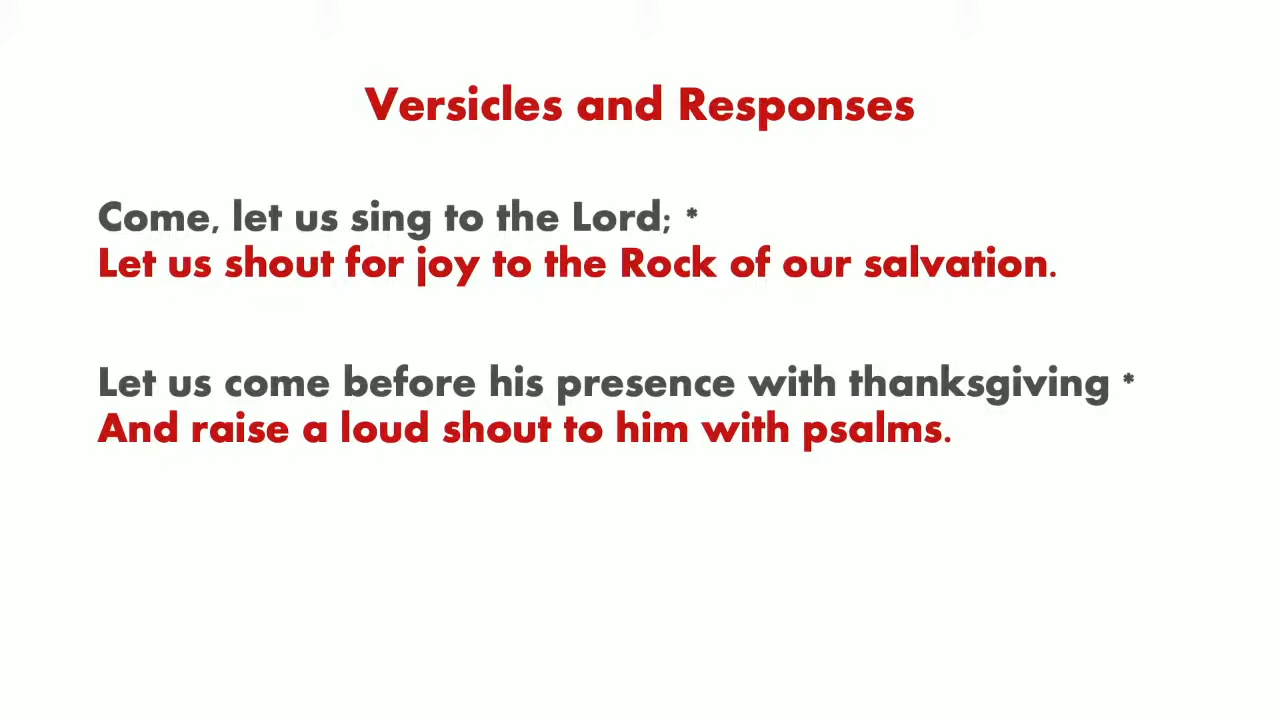 Versicles and Responses
Come, let us sing to the Lord; *
Let us shout for joy to the Rock of our salvation.
Let us come before his presence with thanksgiving *
And raise a loud shout to him with psalms.